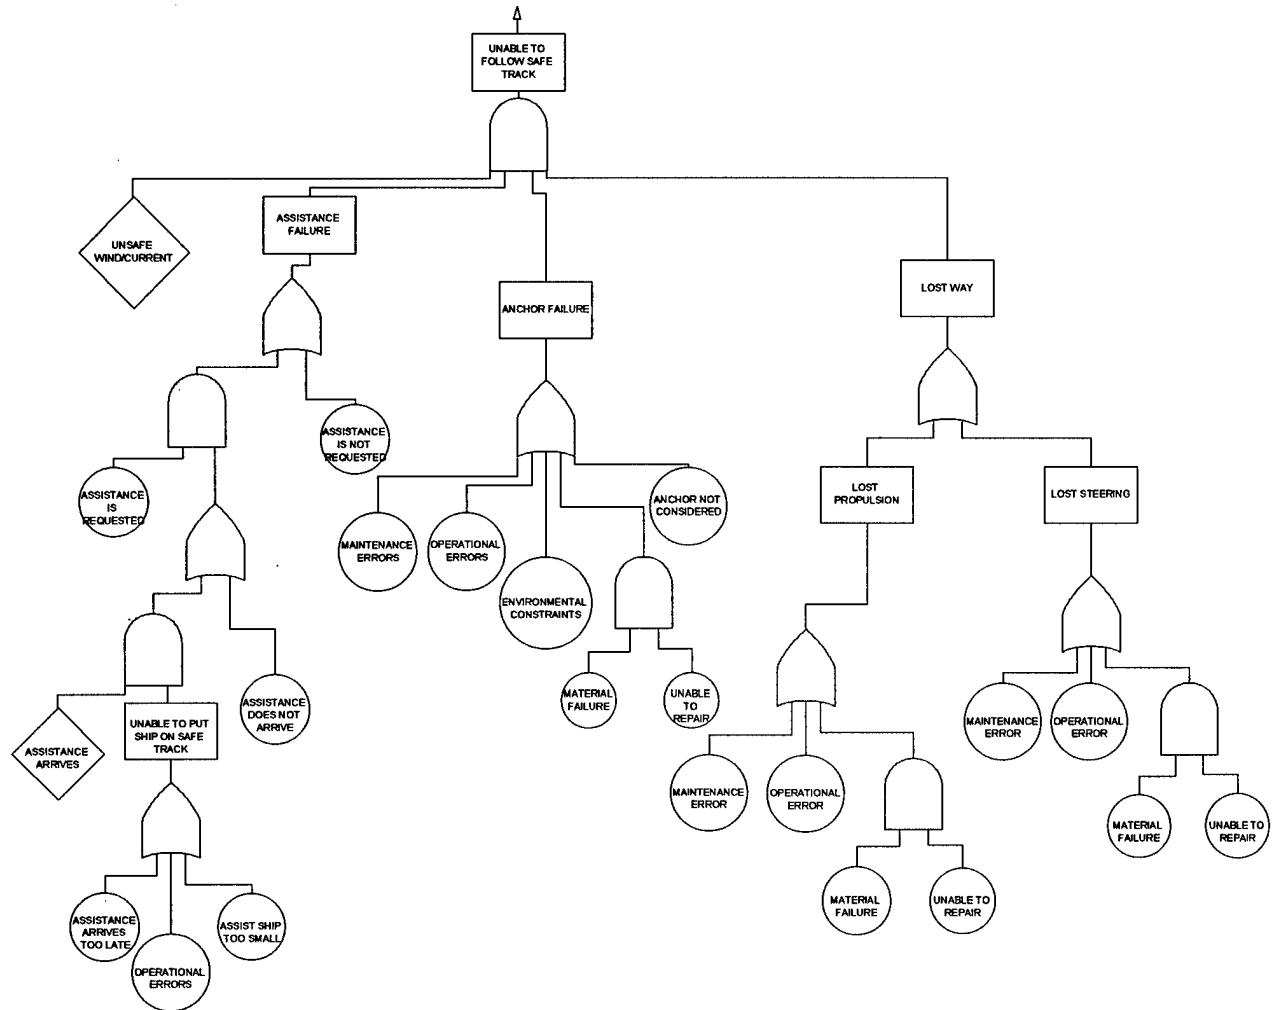 UNABLE TO
FOLLOW SAFE
TRACK
UNSAFE
WIND/CURRENT
ASSISTANCE
FAILURE
ANCHOR FAILURE
LOST WAY
ASSISTANCE
IS NOT
REQUESTED
ASSISTANCE
IS
REQUESTED
MAINTENANCE
ERRORS
OPERATIONAL
ERRORS
ENVIRONMENTAL
CONSTRAINTS
ANCHOR NOT
CONSIDERED
LOST
PROPULSION
LOST STEERING
MATERIAL
FAILURE
UNABLE
TO
REPAIR
ASSISTANCE
ARRIVES
UNABLE TO PUT
SHIP ON SAFE
TRACK
ASSISTANCE
DOES NOT
ARRIVE
MAINTENANCE
ERROR
OPERATIONAL
ERROR
MATERIAL
FAILURE
UNABLE TO
REPAIR
MAINTENANCE
ERROR
OPERATIONAL
ERROR
MATERIAL
FAILURE
UNABLE TO
REPAIR
ASSISTANCE
ARRIVES
TOO LATE
OPERATIONAL
ERRORS
ASSIST SHIP
TOO SMALL